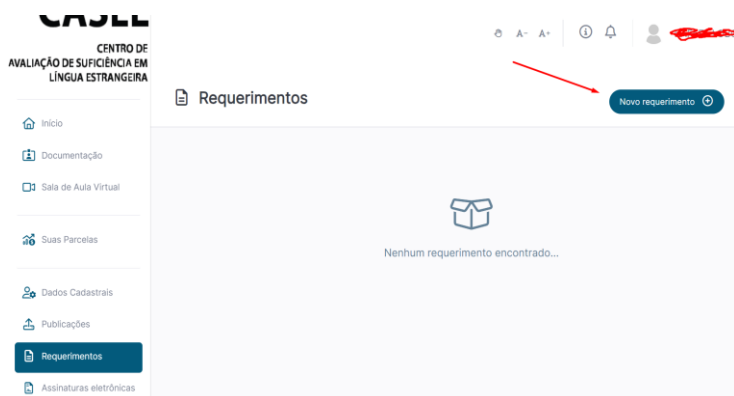 CENTRO DE
AVALIAÇÃO DE SUFICIÊNCIA EM
LÍNGUA ESTRANGEIRA
A- A+
Requerimentos
Novo requerimento
Início
Documentação
Sala de Aula Virtual
Suas Parcelas
Dados Cadastrais
Publicações
Requerimentos
Assinaturas eletrônicas
Nenhum requerimento encontrado...